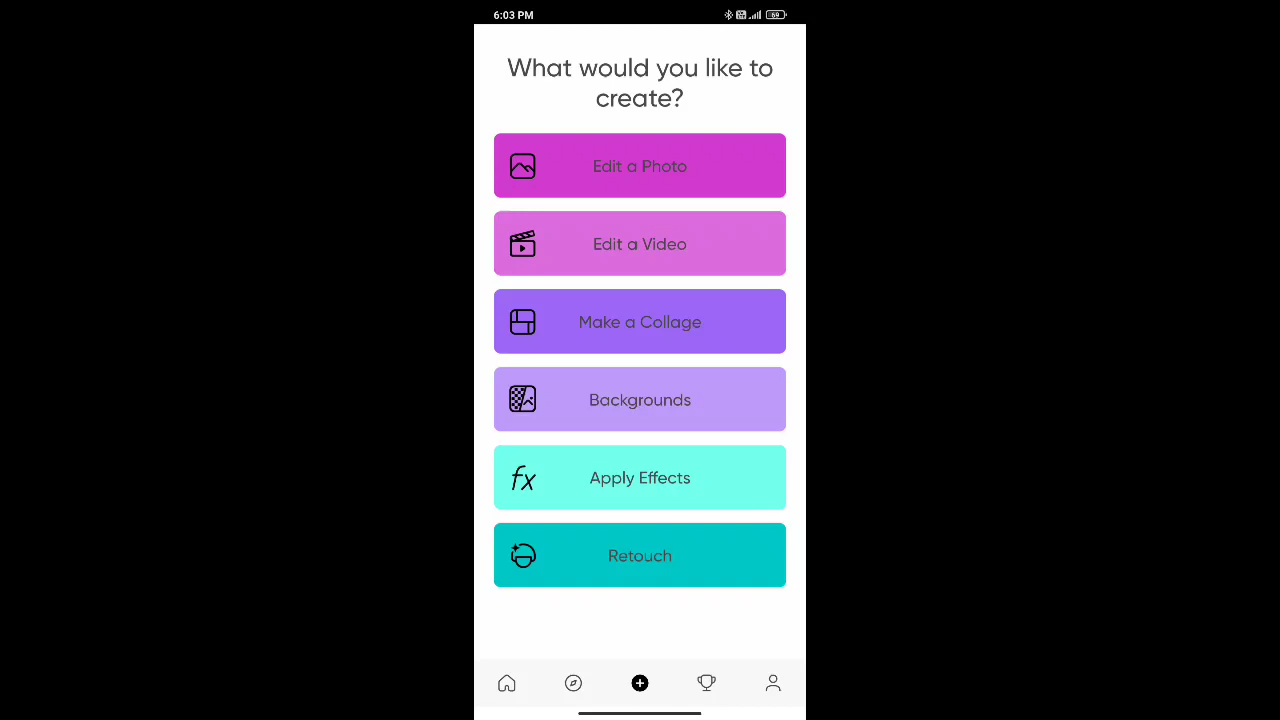 6:03 PM
69
What would you like to
create?
Edit a Photo
Edit a Video
Make a Collage
Backgrounds
fx
Apply Effects
Retouch